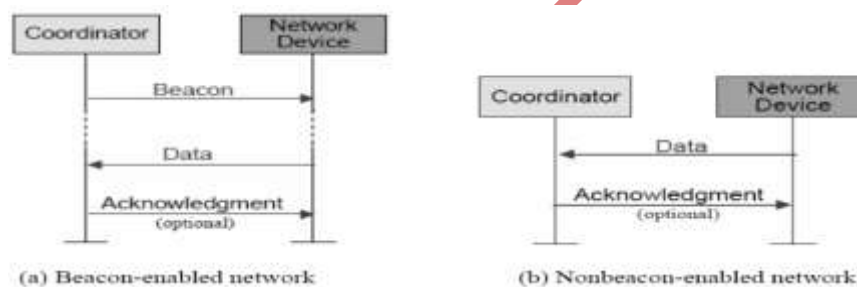 Coordinator
Network
Device
Beacon
Data
Acknowledgment
(optional)
(a) Beacon-enabled network
Coordinator
Network
Device
Data
Acknowledgment
(optional)
(b) Nonbeacon-enabled network